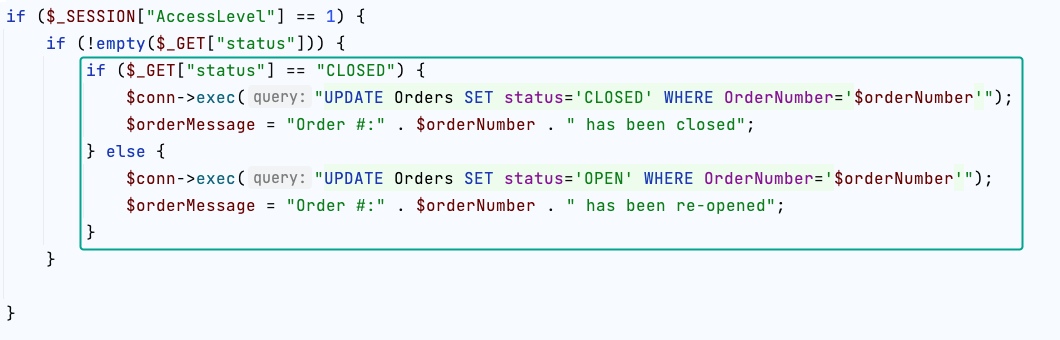 if ($_SESSION["AccessLevel"] == 1) {
if (!empty($_GET["status"])) {
if ($_GET["status"] == "CLOSED") {
$conn->exec( query: "UPDATE Orders SET status='CLOSED' WHERE OrderNumber='$orderNumber'");
$orderMessage = "Order #:" . $orderNumber . " has been closed";
} else {
$conn->exec( query: "UPDATE Orders SET status='OPEN' WHERE OrderNumber='$orderNumber'");
$orderMessage = "Order #:" . $orderNumber . " has been re-opened";
}
}
}